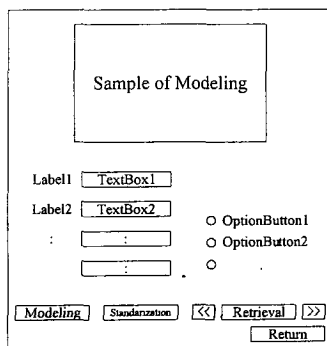 Sample of Modeling
Label1 TextBox1
Label2 TextBox2
OptionButton1
: : OptionButton2
:
Modeling Standarization << Retrieval >>
Return